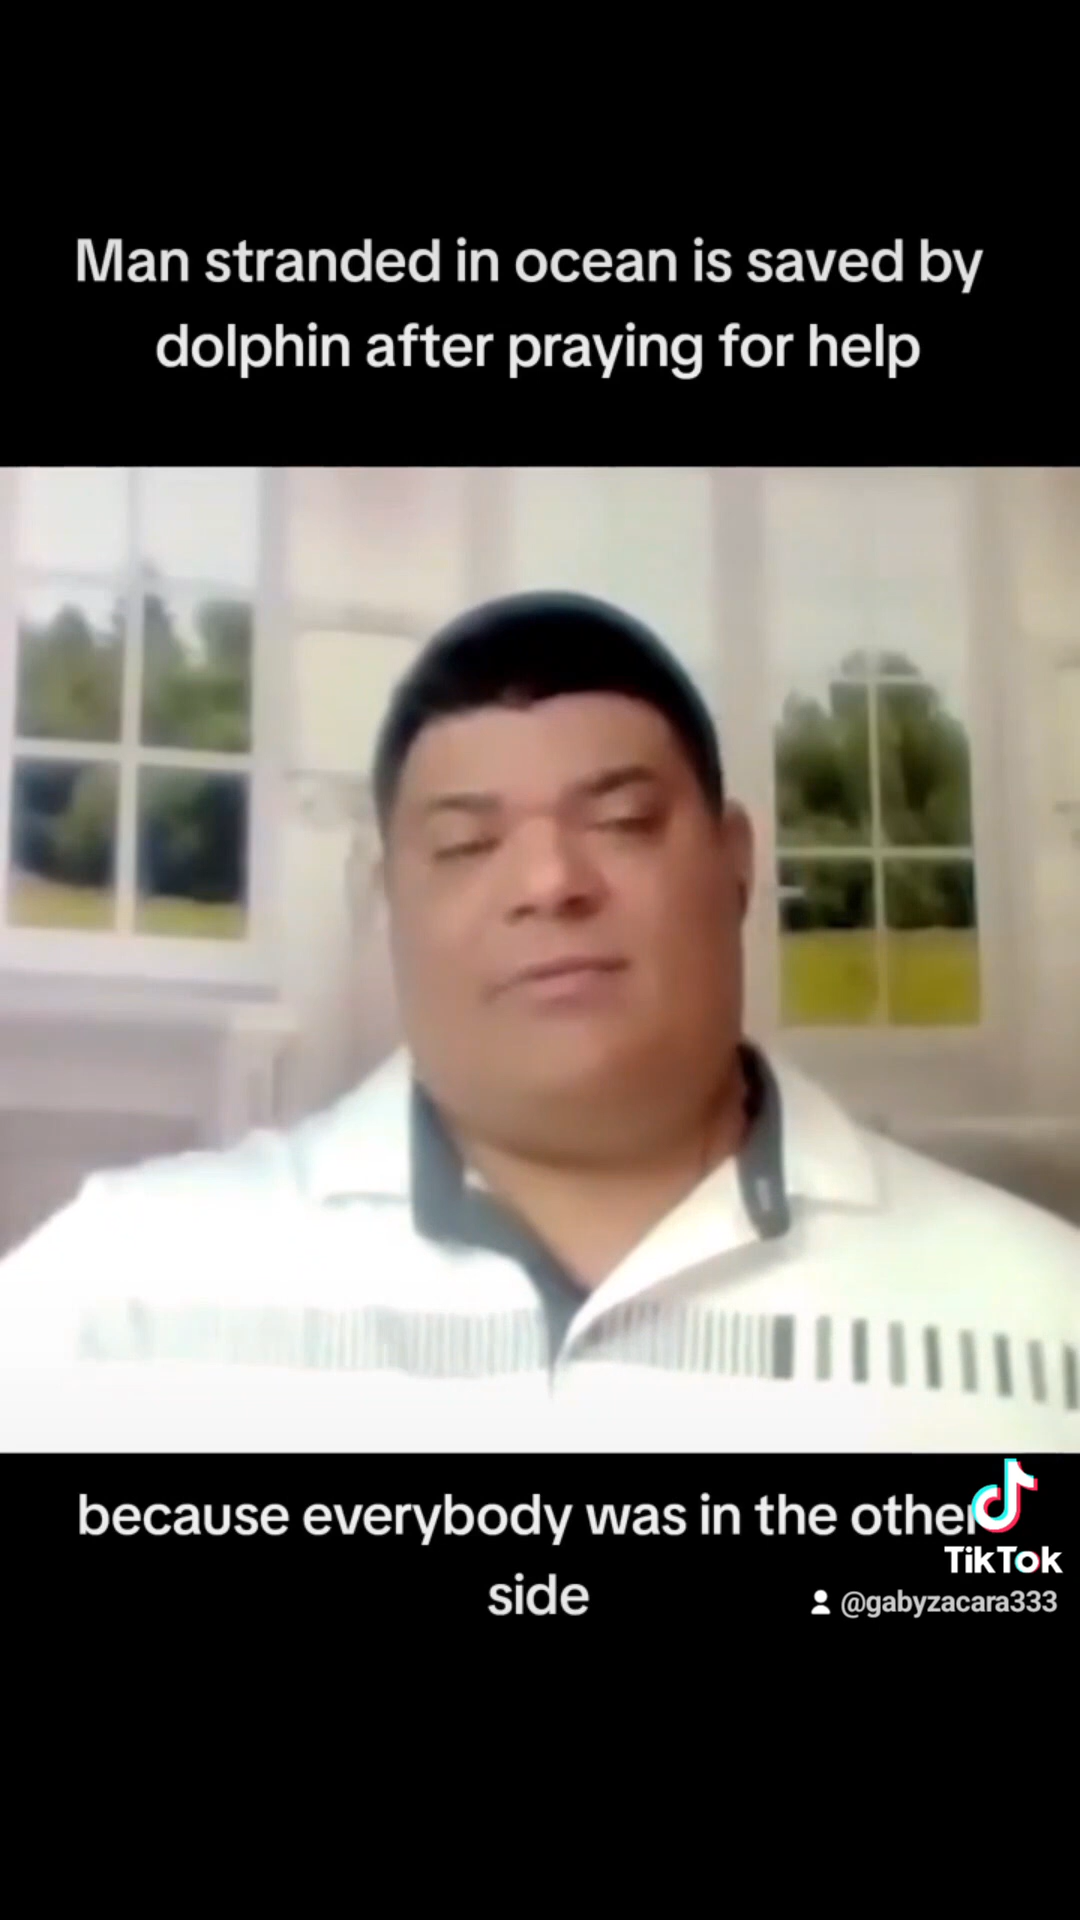 Man stranded in ocean is saved by
dolphin after praying for help
because everybody was in the other
side
TikTok
@gabyzacara333